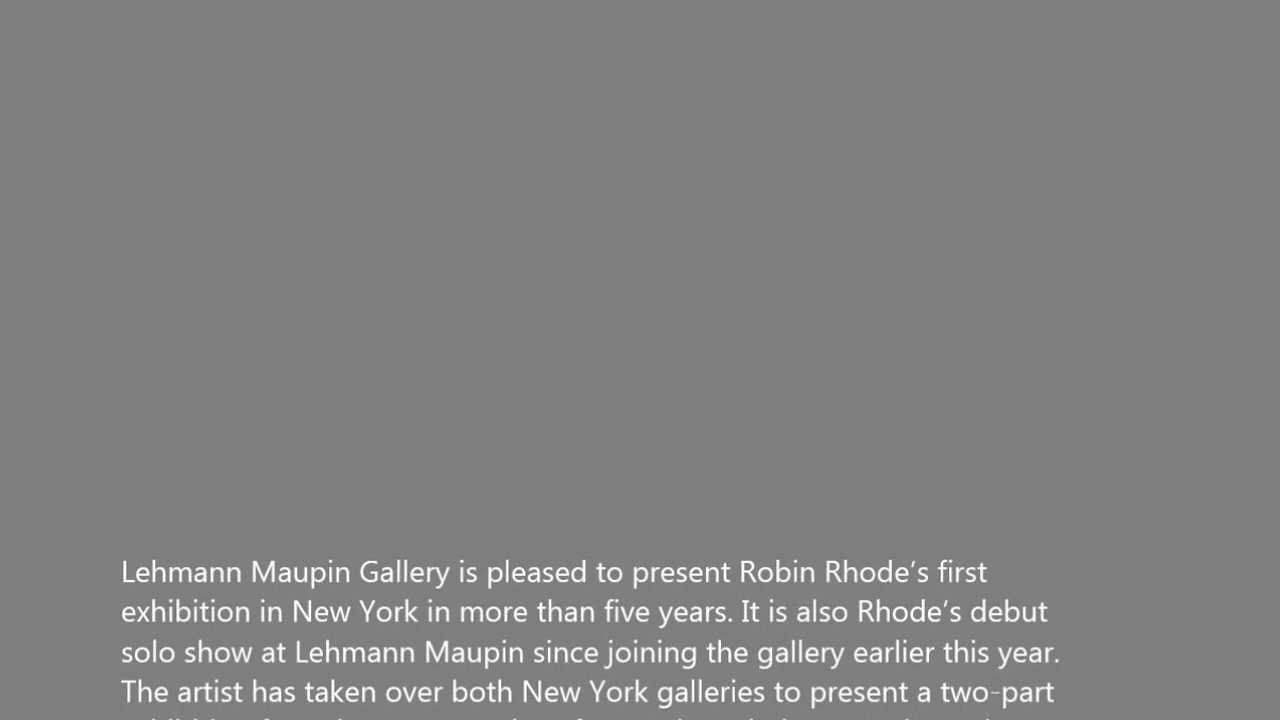 Lehmann Maupin Gallery is pleased to present Robin Rhode’s first
exhibition in New York in more than five years. It is also Rhode’s debut
solo show at Lehmann Maupin since joining the gallery earlier this year.
The artist has taken over both New York galleries to present a two-part